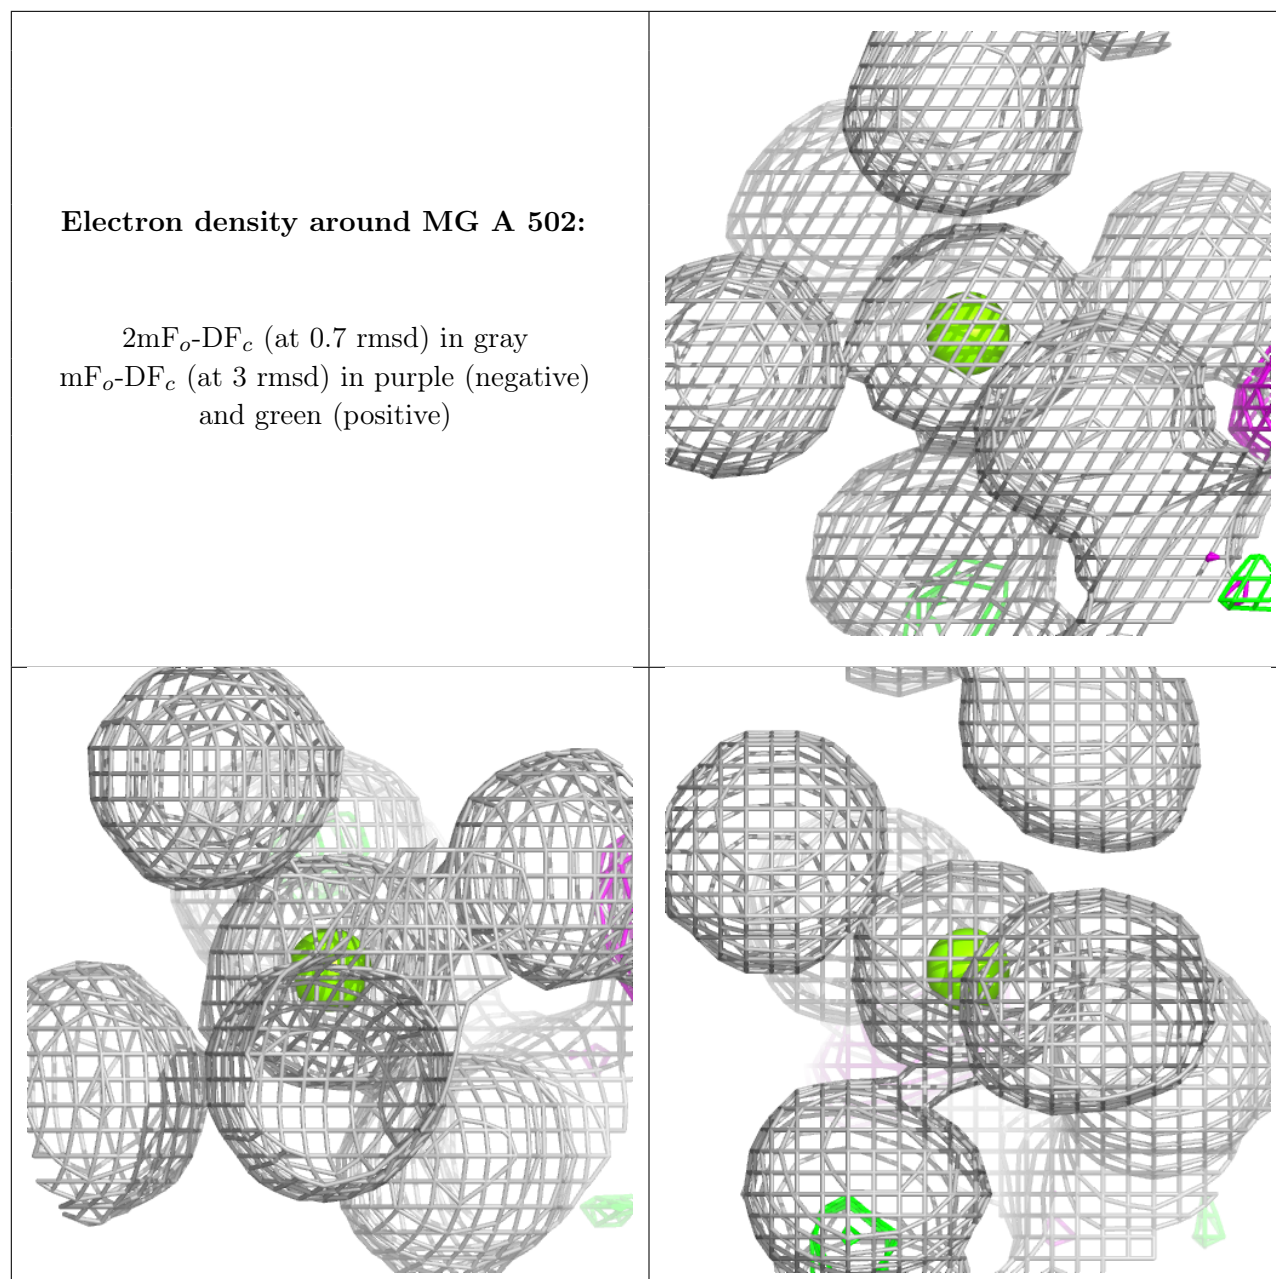 Electron density around MG A 502:
2mFo-DFc (at 0.7 rmsd) in gray
mFo-DFc (at 3 rmsd) in purple (negative)
and green (positive)